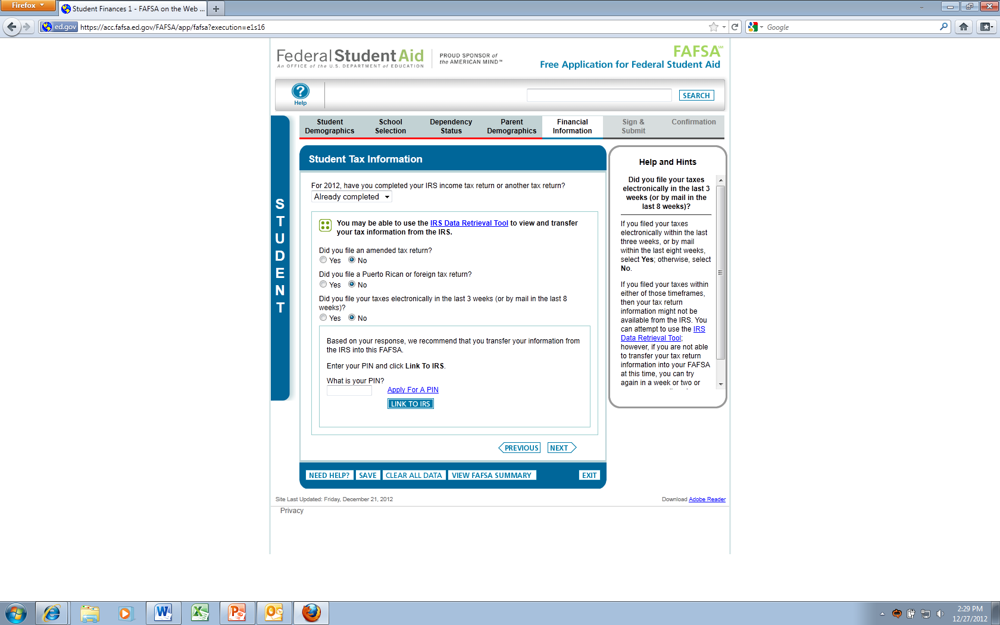 Firefox
Student Finances 1 - FAFSA on the Web ...
ed.gov https://acc.fafsa.ed.gov/FAFSA/app/fafsa?execution=e1s16
Google
Federal Student Aid
An OFFICE of the U.S. DEPARTMENT of EDUCATION
PROUD SPONSOR of
the AMERICAN MIND™
FAFSA℠
Free Application for Federal Student Aid
Help
SEARCH
Student
Demographics
School
Selection
Dependency
Status
Parent
Demographics
Financial
Information
Sign &
Submit
Confirmation
STUDENT
Student Tax Information
For 2012, have you completed your IRS income tax return or another tax return?
Already completed
You may be able to use the IRS Data Retrieval Tool to view and transfer
your tax information from the IRS.
Did you file an amended tax return?
Yes No
Did you file a Puerto Rican or foreign tax return?
Yes No
Did you file your taxes electronically in the last 3 weeks (or by mail in the last 8
weeks)?
Yes No
Based on your response, we recommend that you transfer your information from
the IRS into this FAFSA.
Enter your PIN and click Link To IRS.
What is your PIN?
Apply For A PIN
LINK TO IRS
PREVIOUS NEXT
NEED HELP? SAVE CLEAR ALL DATA VIEW FAFSA SUMMARY EXIT
Help and Hints
Did you file your taxes
electronically in the last 3
weeks (or by mail in the
last 8 weeks)?
If you filed your taxes
electronically within the last
three weeks, or by mail
within the last eight weeks,
select Yes; otherwise, select
No.
If you filed your taxes within
either of those timeframes,
then your tax return
information might not be
available from the IRS. You
can attempt to use the IRS
Data Retrieval Tool;
however, if you are not able
to transfer your tax return
information into your FAFSA
at this time, you can try
again in a week or two or
Site Last Updated: Friday, December 21, 2012
Download Adobe Reader
Privacy
2:29 PM
12/27/2012